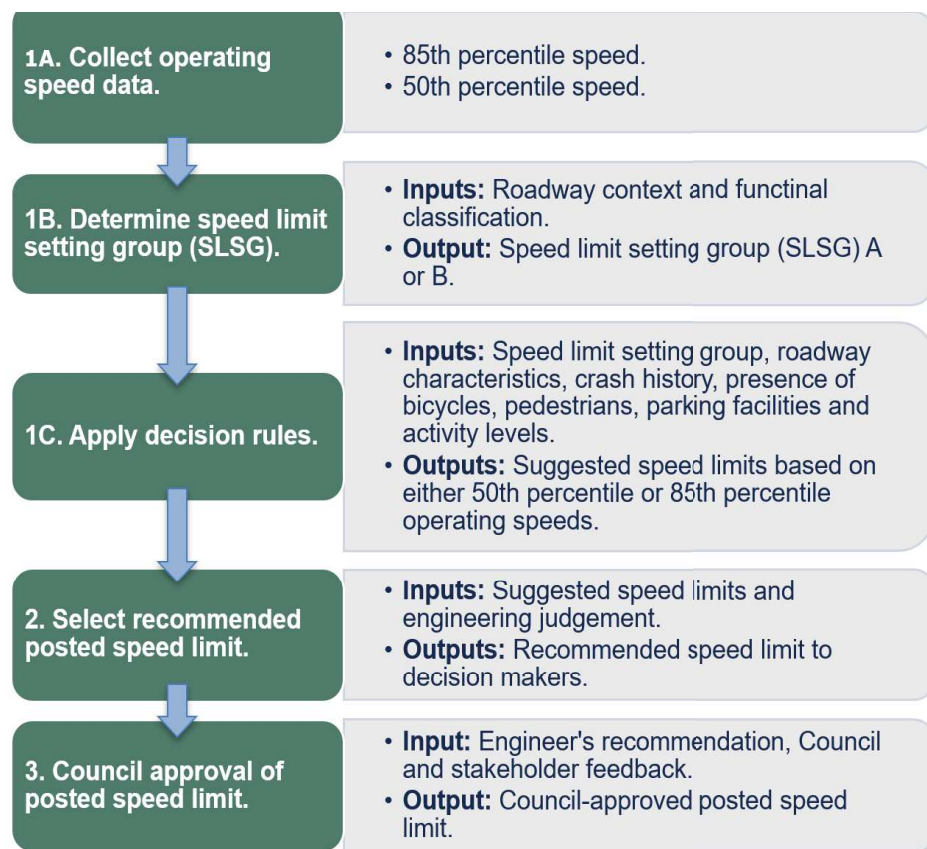 1A. Collect operating
speed data.
• 85th percentile speed.
• 50th percentile speed.
1B. Determine speed limit
setting group (SLSG).
• Inputs: Roadway context and functinal
classification.
• Output: Speed limit setting group (SLSG) A
or B.
1C. Apply decision rules.
• Inputs: Speed limit setting group, roadway
characteristics, crash history, presence of
bicycles, pedestrians, parking facilities and
activity levels.
• Outputs: Suggested speed limits based on
either 50th percentile or 85th percentile
operating speeds.
2. Select recommended
posted speed limit.
• Inputs: Suggested speed limits and
engineering judgement.
• Outputs: Recommended speed limit to
decision makers.
3. Council approval of
posted speed limit.
• Input: Engineer's recommendation, Council
and stakeholder feedback.
• Output: Council-approved posted speed
limit.